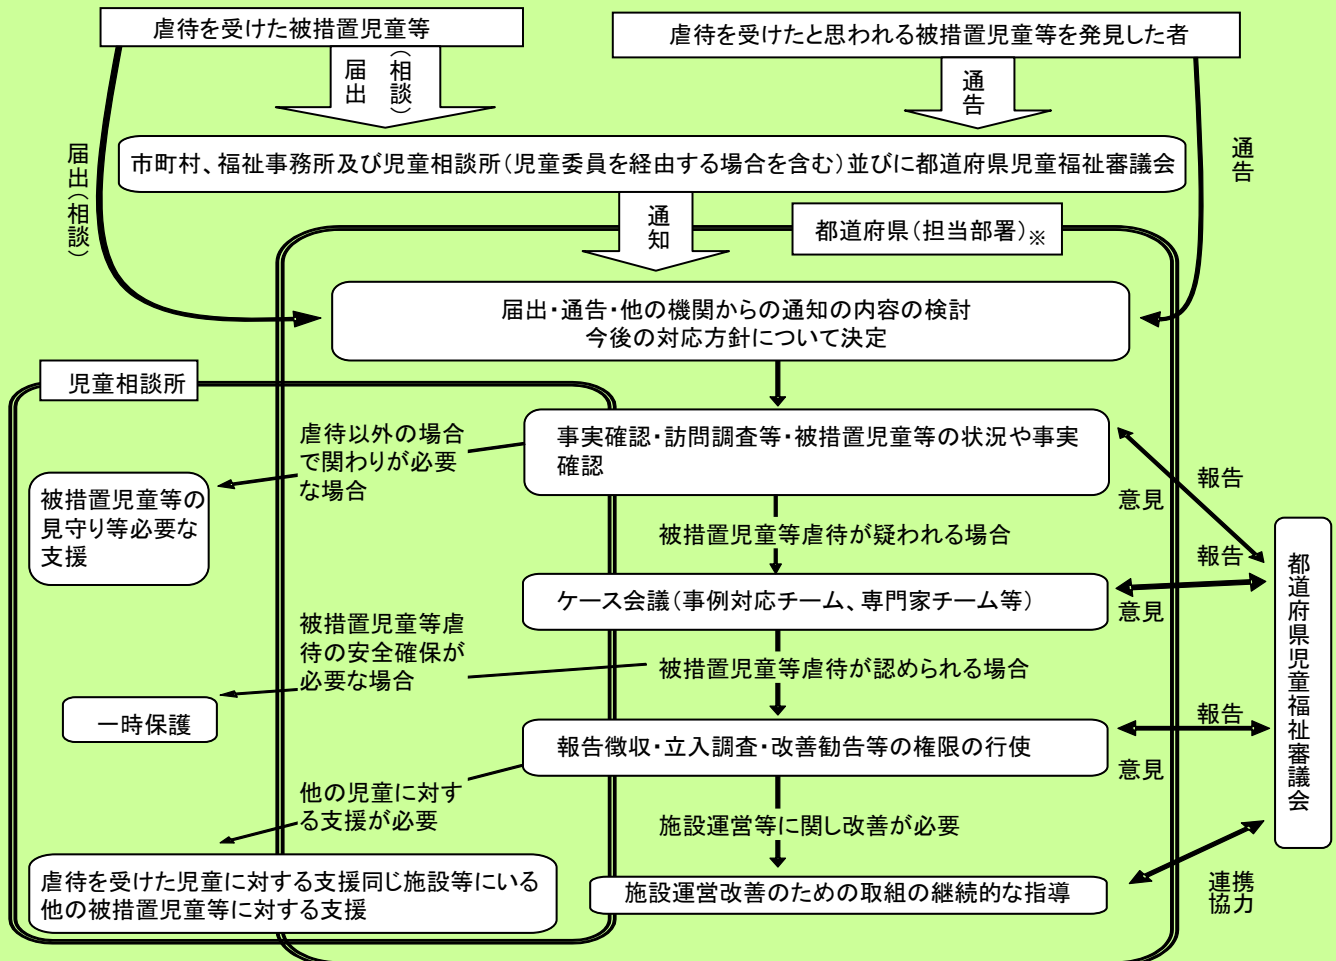 虐待を受けた被措置児童等
虐待を受けたと思われる被措置児童等を発見した者
届出
(相談)
通告
届出(相談)
通告
市町村、福祉事務所及び児童相談所(児童委員を経由する場合を含む)並びに都道府県児童福祉審議会
通知
都道府県(担当部署)※
届出・通告・他の機関からの通知の内容の検討
今後の対応方針について決定
児童相談所
虐待以外の場合
で関わりが必要
な場合
事実確認・訪問調査等・被措置児童等の状況や事実
確認
被措置児童等の
見守り等必要な
支援
報告
意見
被措置児童等虐待が疑われる場合
報告
ケース会議(事例対応チーム、専門家チーム等)
意見
都道府県児童福祉審議会
被措置児童等虐
待の安全確保が
必要な場合
被措置児童等虐待が認められる場合
一時保護
報告
報告徴収・立入調査・改善勧告等の権限の行使
意見
他の児童に対す
る支援が必要
施設運営等に関し改善が必要
虐待を受けた児童に対する支援同じ施設等にいる
他の被措置児童等に対する支援
施設運営改善のための取組の継続的な指導
連携
協力